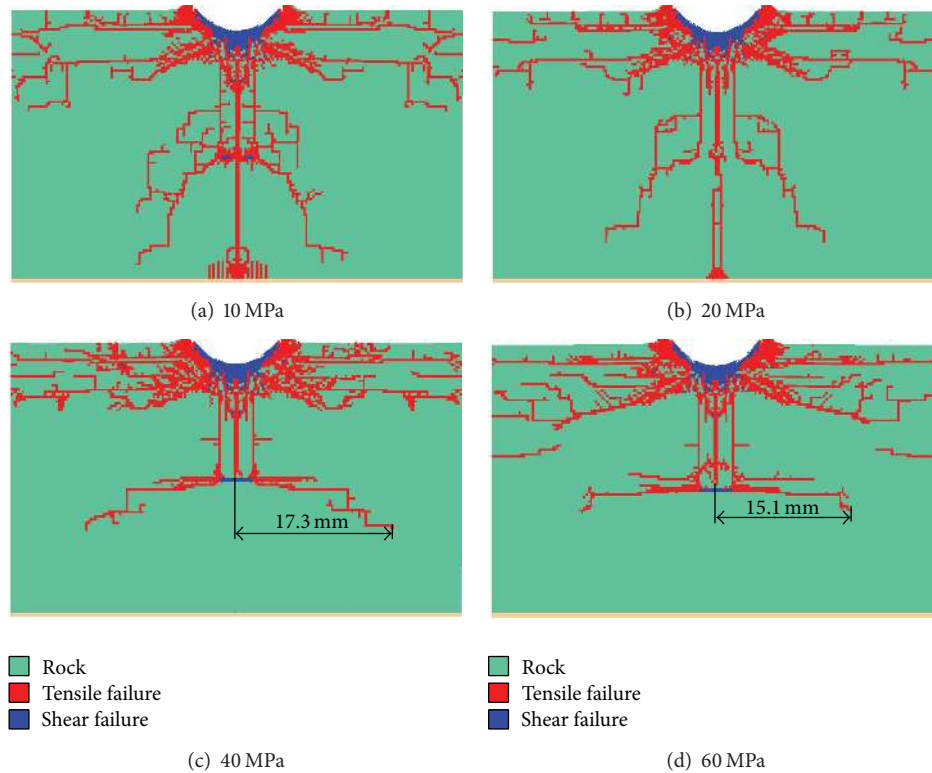 (a) 10 MPa
(b) 20 MPa
17.3 mm
15.1 mm
Rock
Tensile failure
Shear failure
Rock
Tensile failure
Shear failure
(c) 40 MPa
(d) 60 MPa